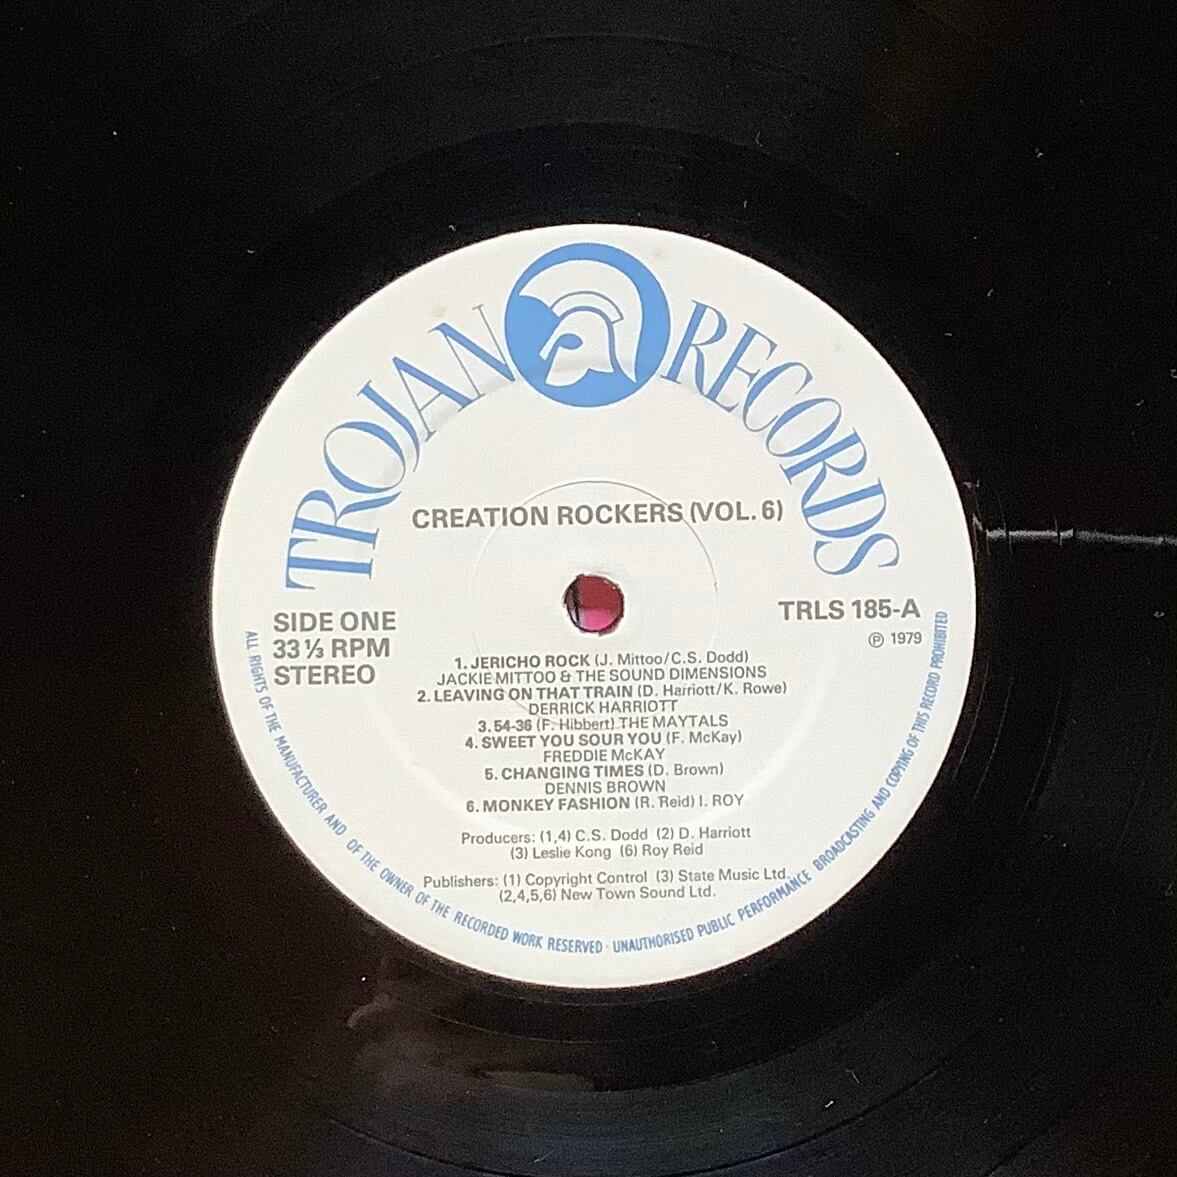 TROJAN RECORDS
CREATION ROCKERS (VOL. 6)
SIDE ONE
33 ⅓ RPM
STEREO
TRLS 185-A
Ⓟ 1979
1. JERICHO ROCK (J. Mittoo/C.S. Dodd)
JACKIE MITTOO & THE SOUND DIMENSIONS
2. LEAVING ON THAT TRAIN (D. Harriott/K. Rowe)
DERRICK HARRIOTT
3. 54-36 (F. Hibbert) THE MAYTALS
4. SWEET YOU SOUR YOU (F. McKay)
FREDDIE McKAY
5. CHANGING TIMES (D. Brown)
DENNIS BROWN
6. MONKEY FASHION (R. Reid) I. ROY
Producers: (1,4) C.S. Dodd (2) D. Harriott
(3) Leslie Kong (6) Roy Reid
Publishers: (1) Copyright Control (3) State Music Ltd.
(2,4,5,6) New Town Sound Ltd.
ALL RIGHTS OF THE MANUFACTURER AND OF THE OWNER OF THE RECORDED WORK RESERVED · UNAUTHORISED PUBLIC PERFORMANCE BROADCASTING AND COPYING OF THIS RECORD PROHIBITED